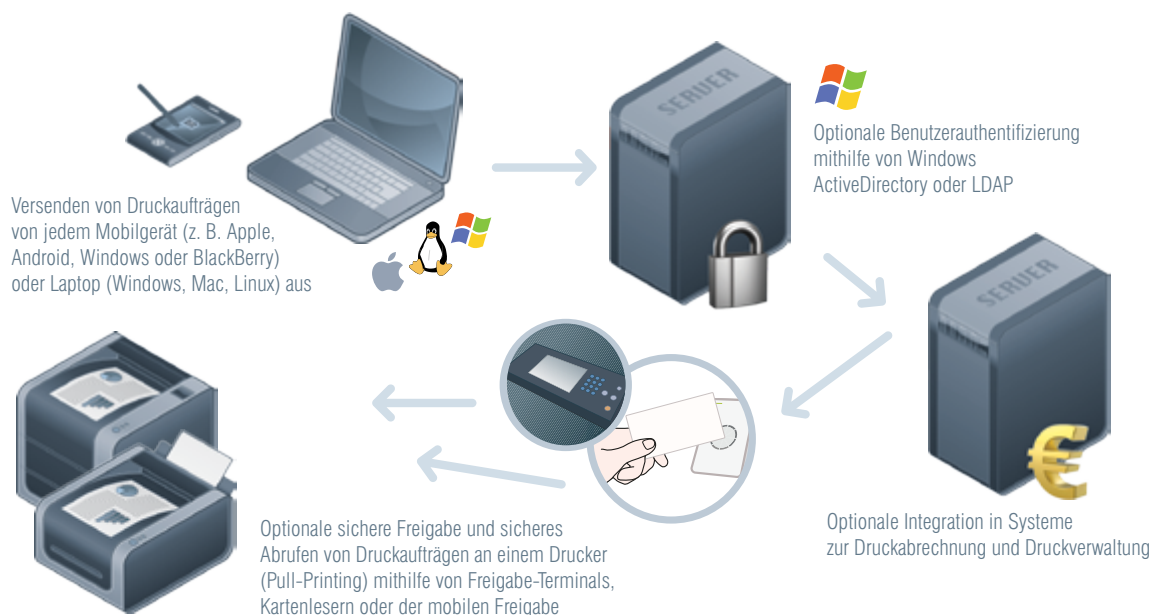 SERVER
Optionale Benutzerauthentifizierung
mithilfe von Windows
ActiveDirectory oder LDAP
Versenden von Druckaufträgen
von jedem Mobilgerät (z. B. Apple,
Android, Windows oder BlackBerry)
oder Laptop (Windows, Mac, Linux) aus
SERVER
Optionale Integration in Systeme
zur Druckabrechnung und Druckverwaltung
Optionale sichere Freigabe und sicheres
Abrufen von Druckaufträgen an einem Drucker
(Pull-Printing) mithilfe von Freigabe-Terminals,
Kartenlesern oder der mobilen Freigabe